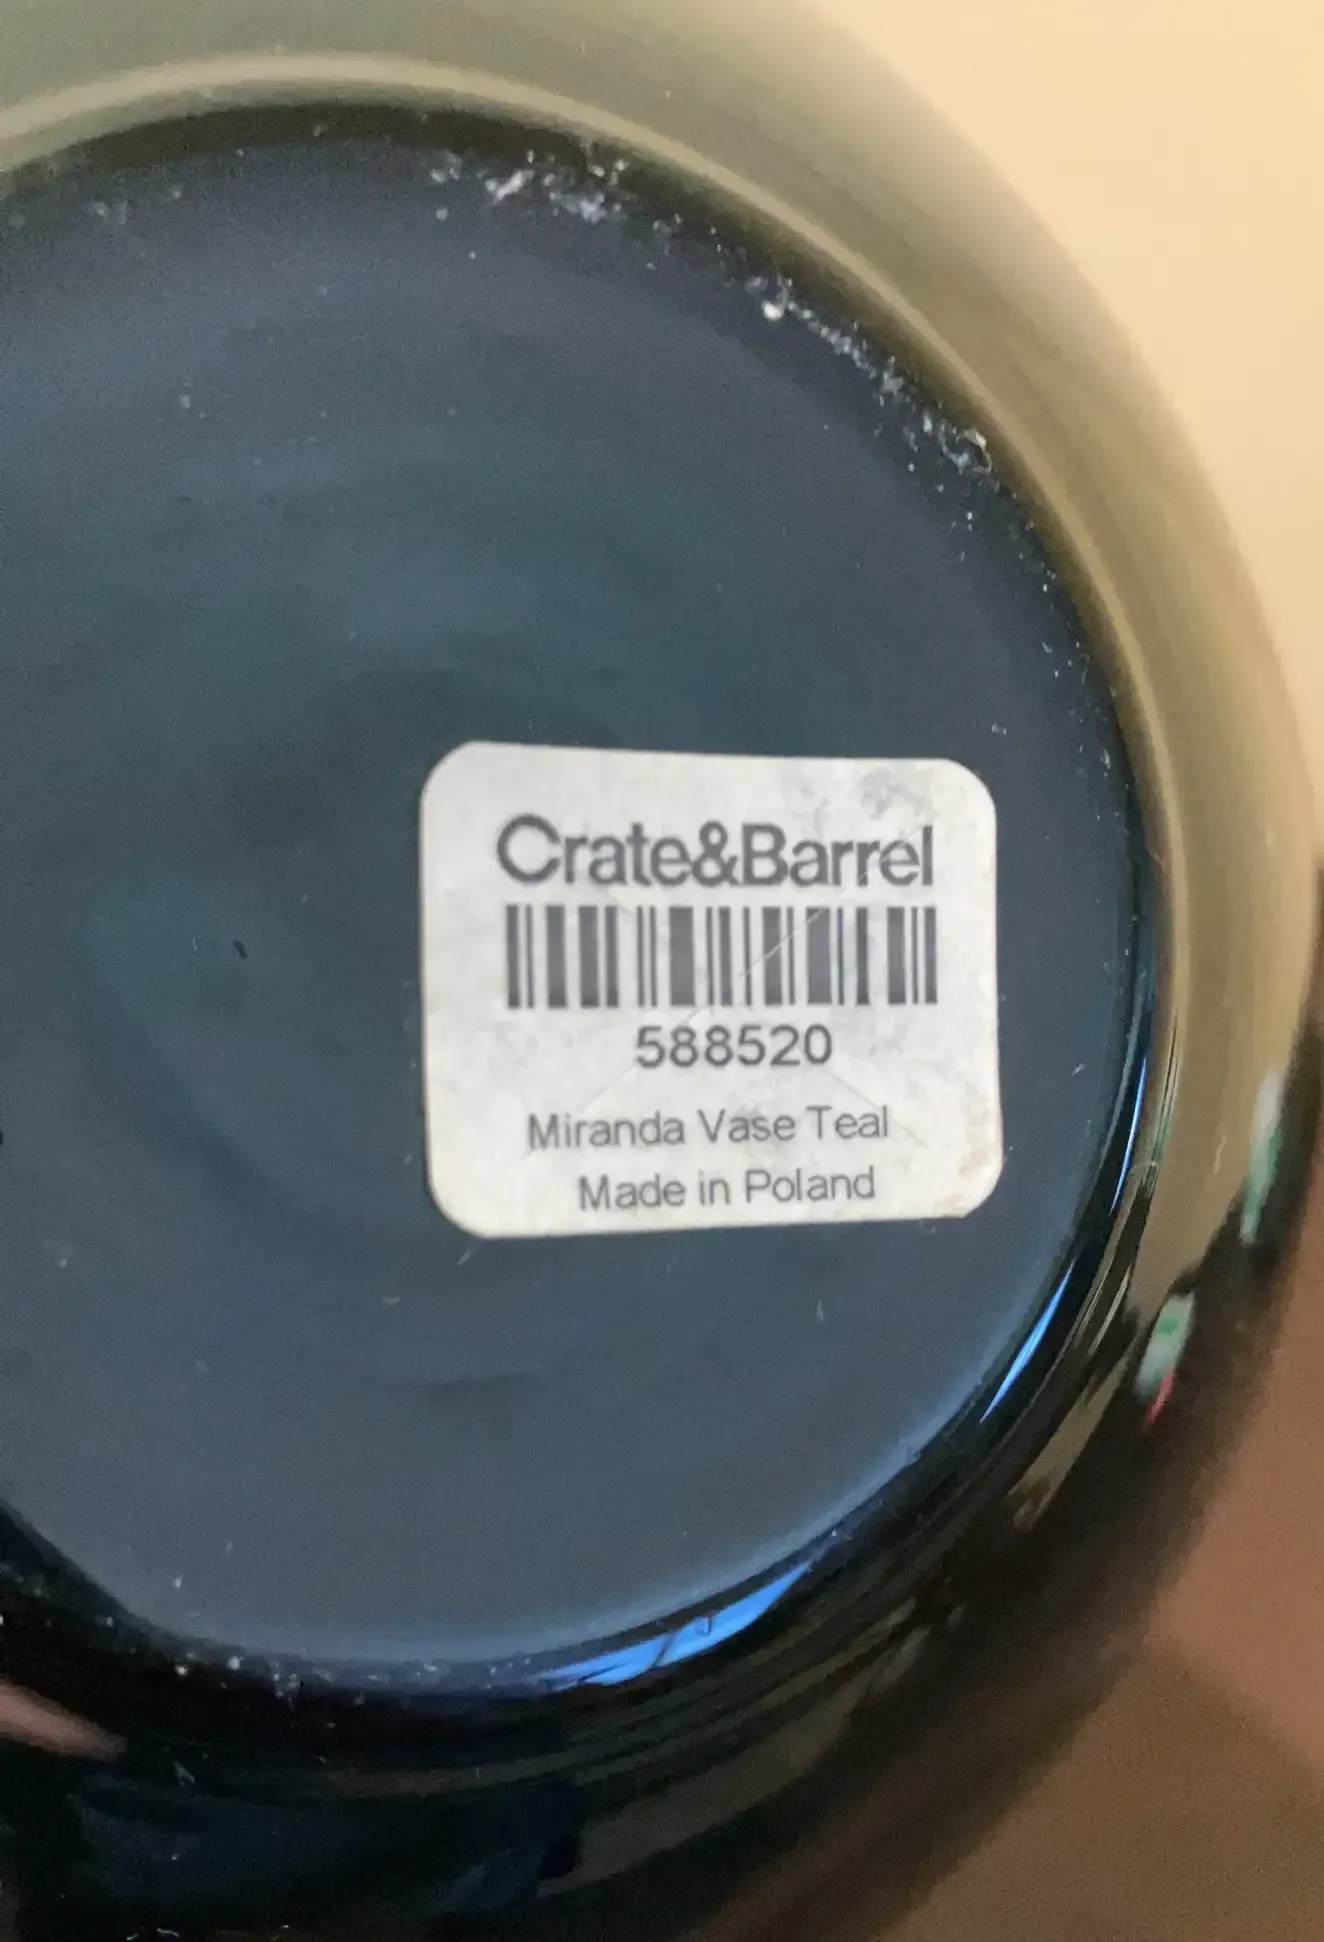 Crate&Barrel
588520
Miranda Vase Teal
Made in Poland